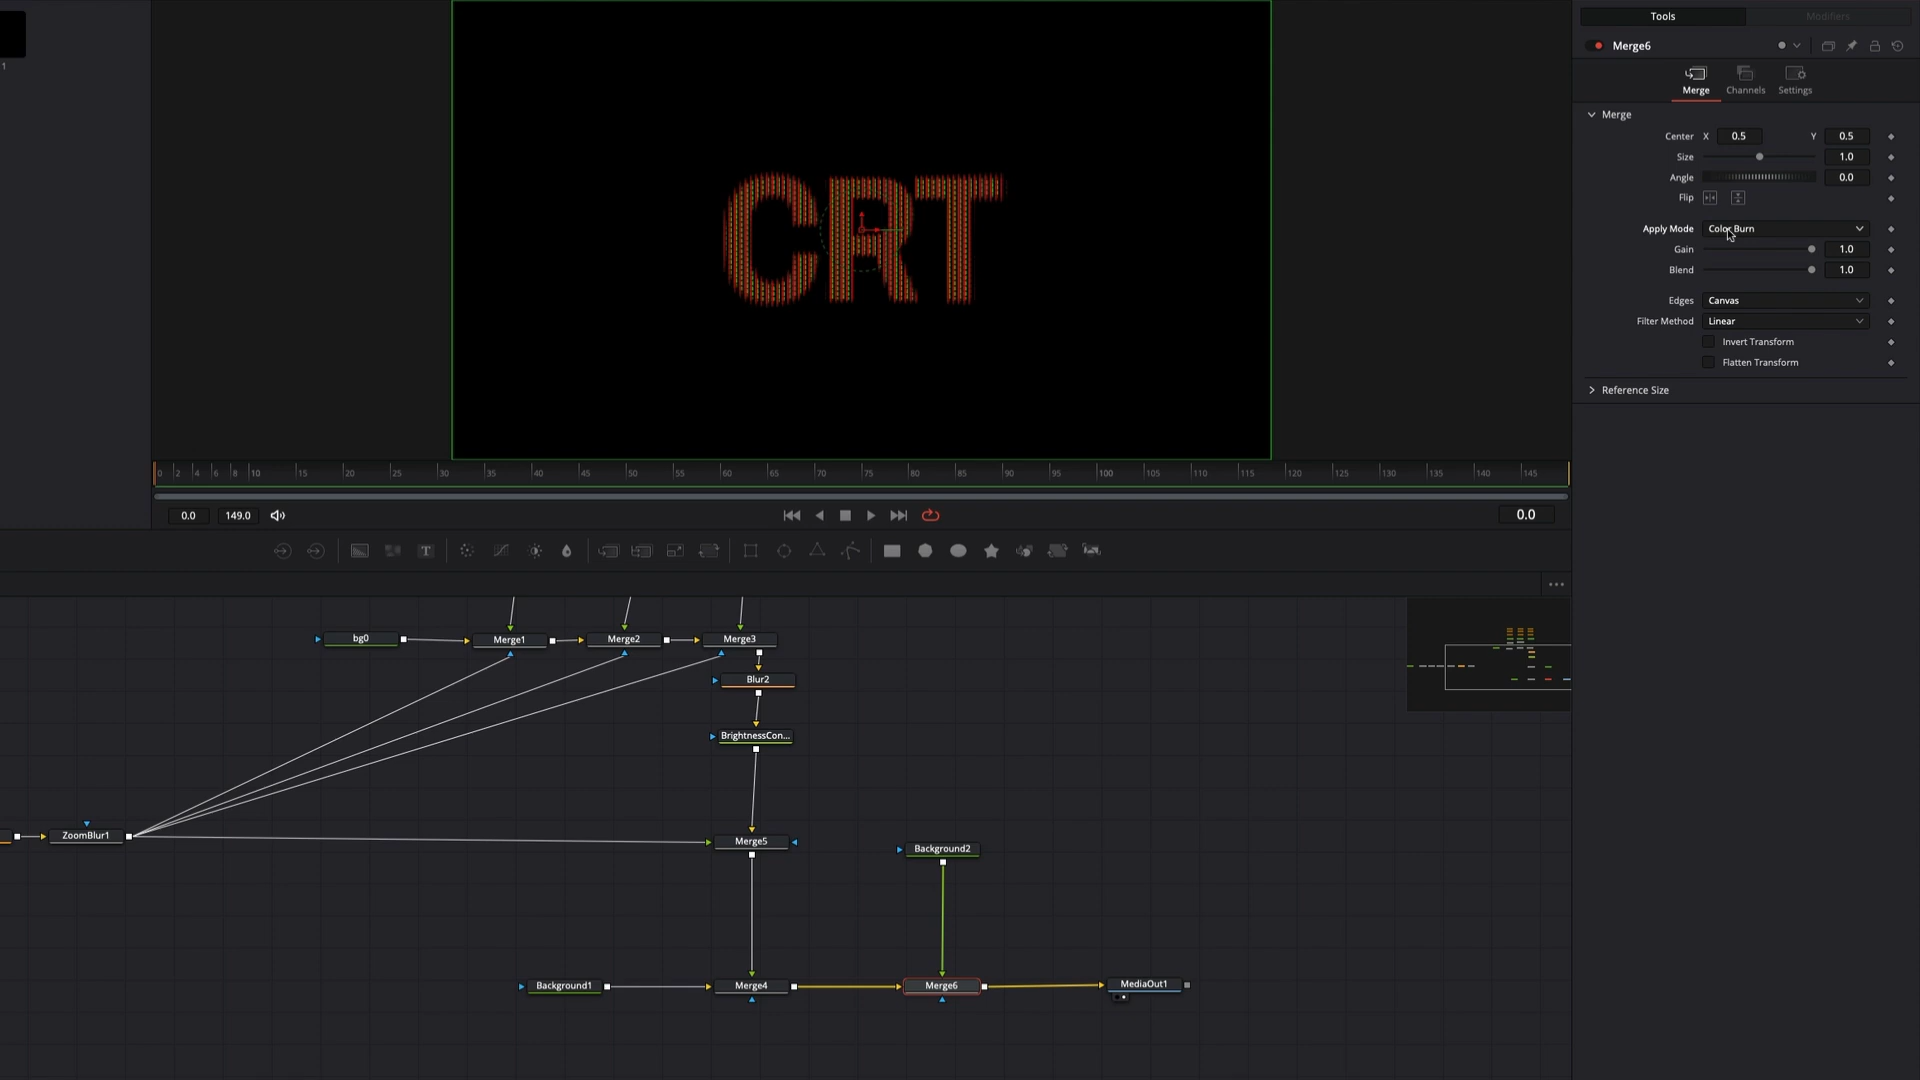 Tools Modifiers
1
Merge6
Merge Channels Settings
Merge
Center X 0.5 Y 0.5
Size 1.0
Angle 0.0
Flip
Apply Mode Color Burn
Gain 1.0
Blend 1.0
Edges Canvas
Filter Method Linear
Invert Transform
Flatten Transform
Reference Size
CRT
0 2 4 6 8 10 15 20 25 30 35 40 45 50 55 60 65 70 75 80 85 90 95 100 105 110 115 120 125 130 135 140 145
0.0 149.0 0.0
T
bg0 Merge1 Merge2 Merge3
Blur2
BrightnessCon...
ZoomBlur1 Merge5 Background2
Background1 Merge4 Merge6 MediaOut1